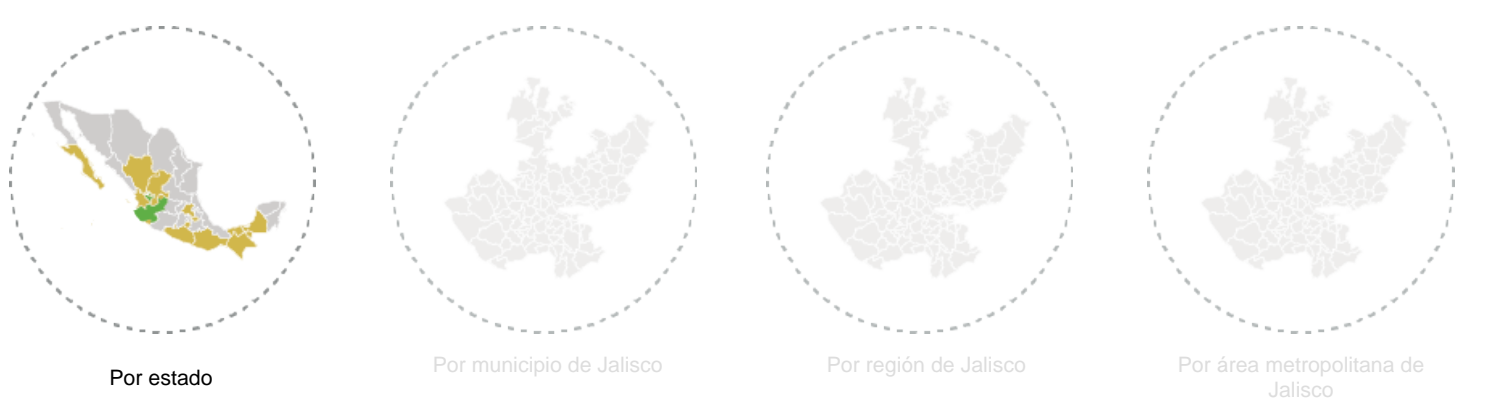 Por estado
Por municipio de Jalisco
Por región de Jalisco
Por área metropolitana de
Jalisco